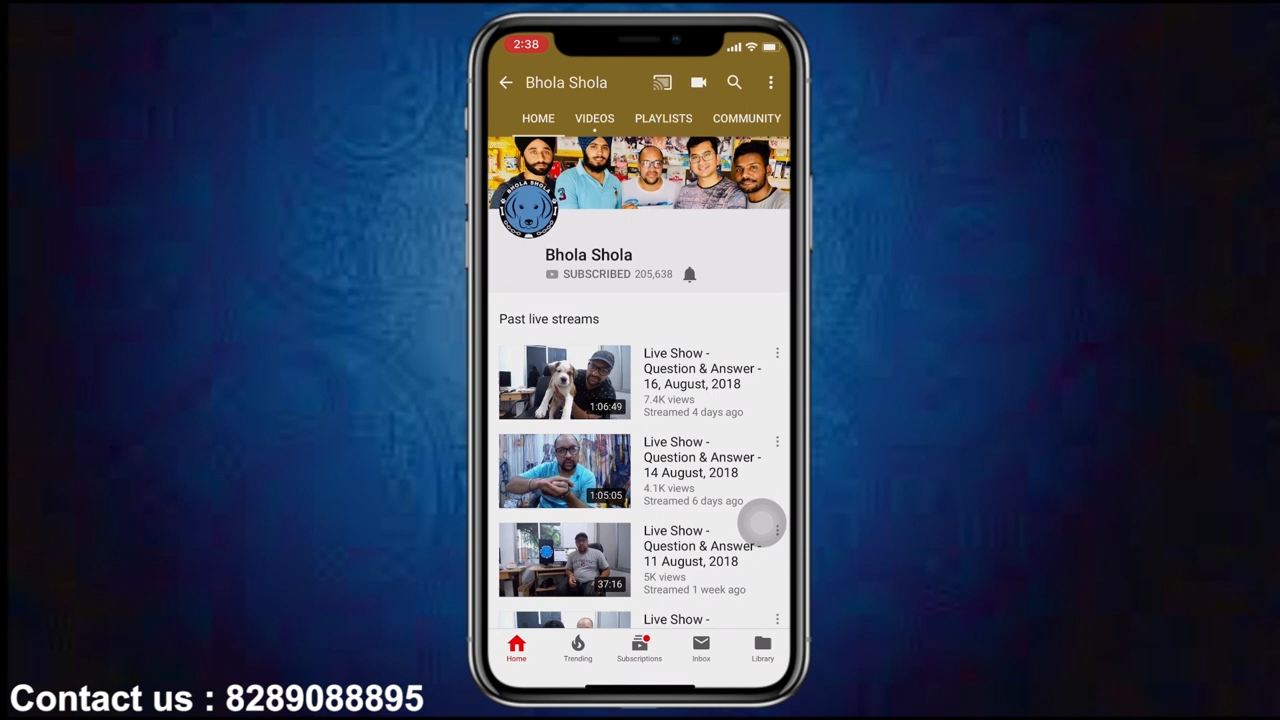 2:38
Bhola Shola
HOME VIDEOS PLAYLISTS COMMUNITY
BHOLA SHOLA
Bhola Shola
SUBSCRIBED 205,638
Past live streams
Live Show -
Question & Answer -
16, August, 2018
7.4K views
Streamed 4 days ago
1:06:49
Live Show -
Question & Answer -
14 August, 2018
4.1K views
Streamed 6 days ago
1:05:05
Live Show -
Question & Answer -
11 August, 2018
5K views
Streamed 1 week ago
37:16
Live Show -
Home Trending Subscriptions Inbox Library
Contact us : 8289088895